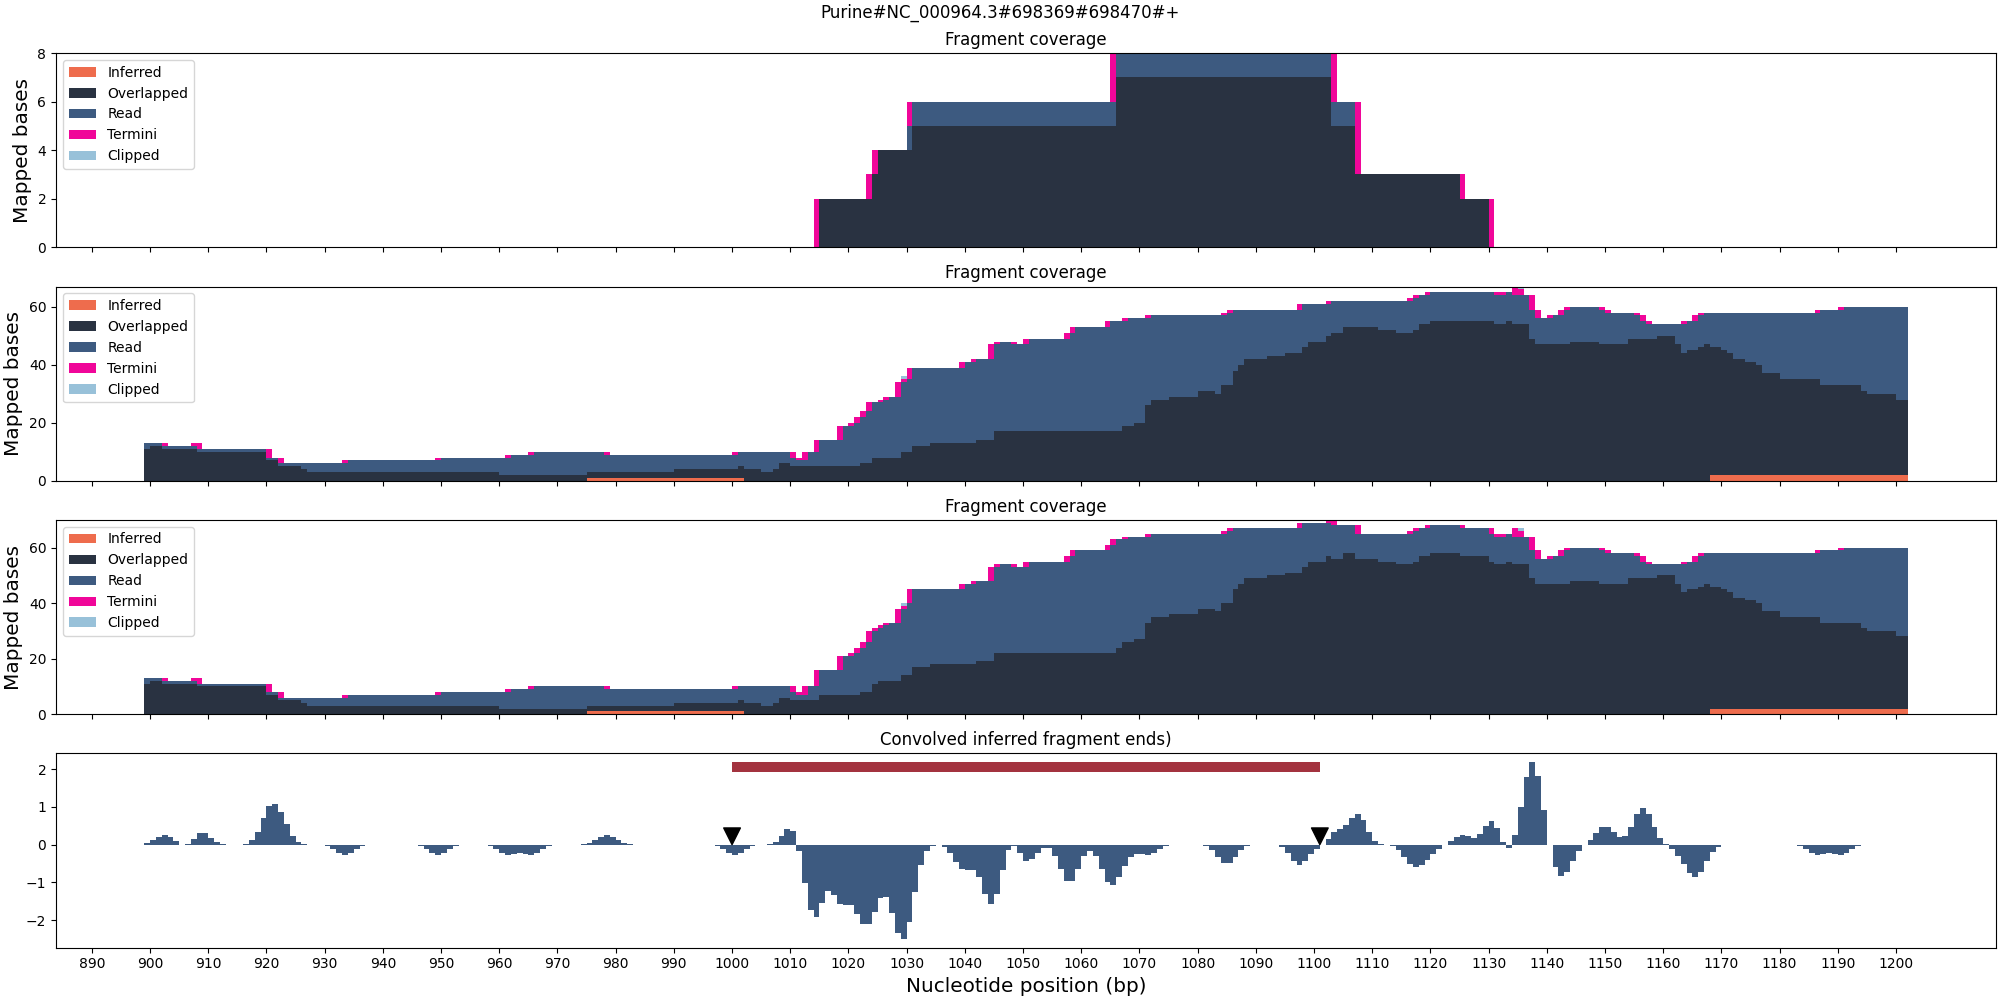 Purine#NC_000964.3#698369#698470#+
Fragment coverage
Mapped bases
8
6
4
2
0
Inferred
Overlapped
Read
Termini
Clipped
Fragment coverage
Mapped bases
60
40
20
0
Inferred
Overlapped
Read
Termini
Clipped
Fragment coverage
Mapped bases
60
40
20
0
Inferred
Overlapped
Read
Termini
Clipped
Convolved inferred fragment ends)
2
1
0
−1
−2
890 900 910 920 930 940 950 960 970 980 990 1000 1010 1020 1030 1040 1050 1060 1070 1080 1090 1100 1110 1120 1130 1140 1150 1160 1170 1180 1190 1200
Nucleotide position (bp)